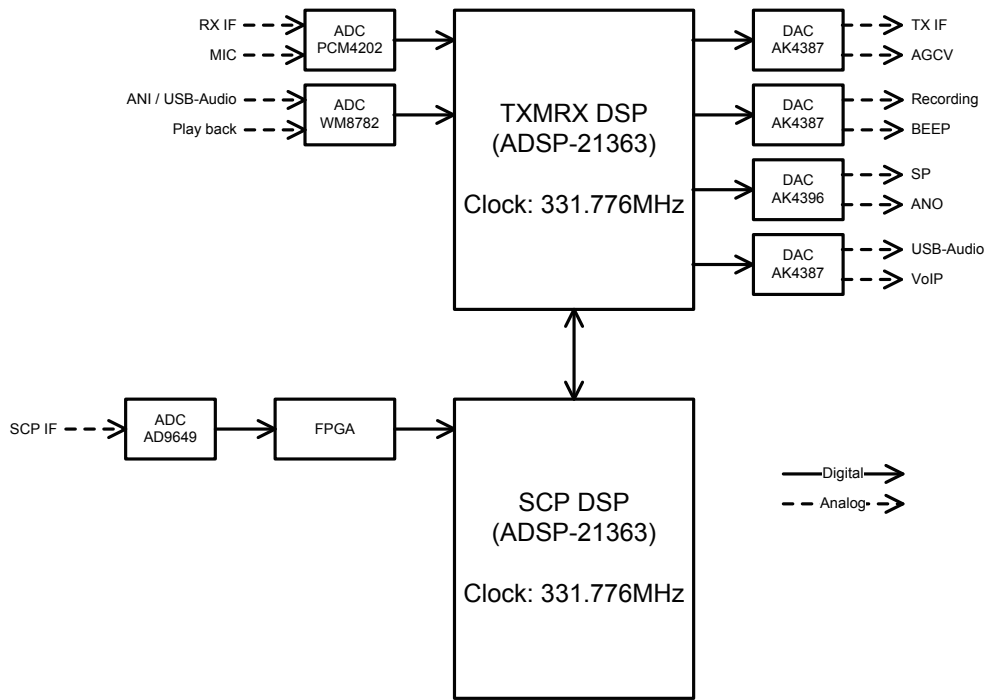 RX IF
MIC
ADC
PCM4202
ANI / USB-Audio
Play back
ADC
WM8782
TXMRX DSP
(ADSP-21363)
Clock: 331.776MHz
DAC
AK4387
TX IF
AGCV
DAC
AK4387
Recording
BEEP
DAC
AK4396
SP
ANO
DAC
AK4387
USB-Audio
VoIP
SCP IF
ADC
AD9649
FPGA
SCP DSP
(ADSP-21363)
Clock: 331.776MHz
Digital
Analog